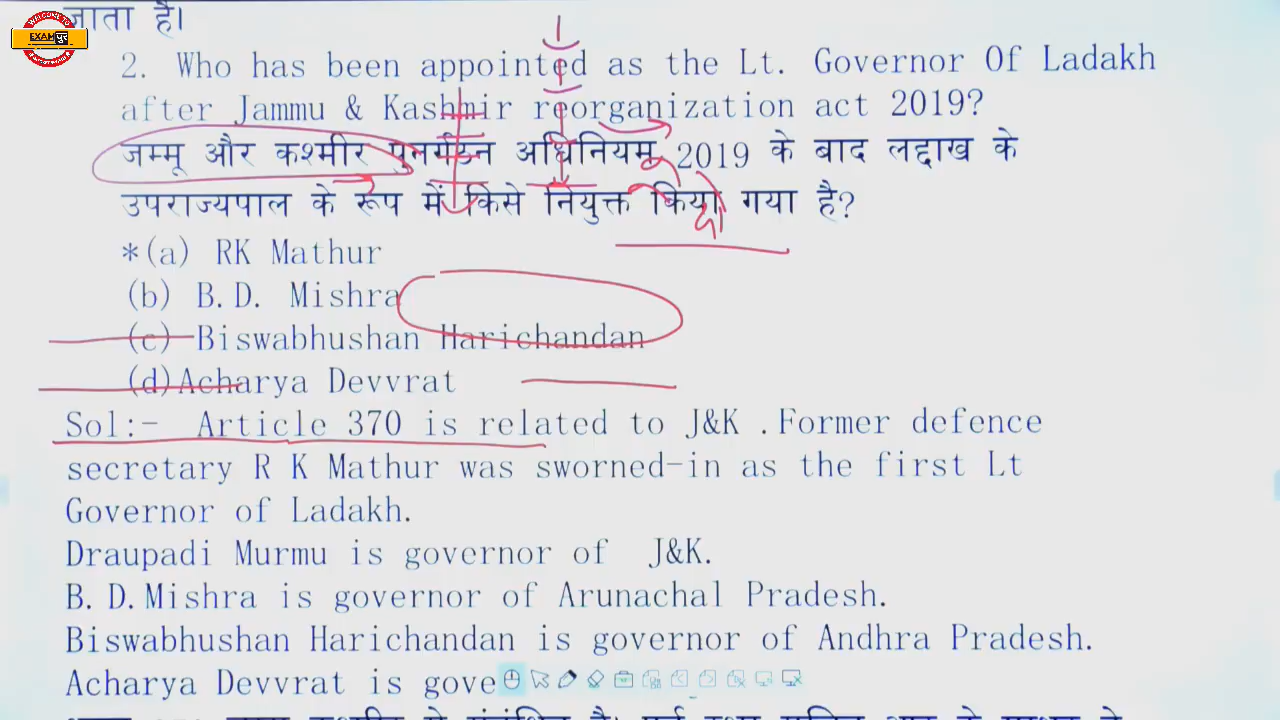 जाता है।
WELCOME TO
EXAM पुर
2. Who has been appointed as the Lt. Governor Of Ladakh
after Jammu & Kashmir reorganization act 2019?
जम्मू और कश्मीर पुनर्गठन अधिनियम 2019 के बाद लद्दाख के
उपराज्यपाल के रूप में किसे नियुक्त किया गया है?
*(a) RK Mathur
(b) B.D. Mishra
(c) Biswabhushan Harichandan
(d)Acharya Devvrat
Sol:- Article 370 is related to J&K .Former defence
secretary R K Mathur was sworned-in as the first Lt
Governor of Ladakh.
Draupadi Murmu is governor of J&K.
B.D.Mishra is governor of Arunachal Pradesh.
Biswabhushan Harichandan is governor of Andhra Pradesh.
Acharya Devvrat is gove